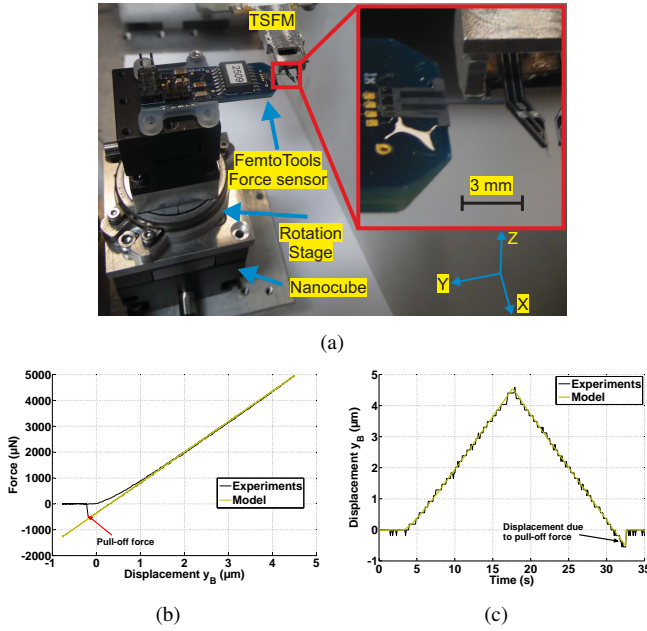 TSFM
2509
FemtoTools
Force sensor
Rotation
Stage
Nanocube
3 mm
Z
Y
X
(a)
5000
4000
3000
2000
1000
0
-1000
-2000
Force (µN)
Experiments
Model
Pull-off force
-1 0 1 2 3 4 5
Displacement y_B (µm)
(b)
5
4
3
2
1
0
-1
Displacement y_B (µm)
Experiments
Model
Displacement due
to pull-off force
0 5 10 15 20 25 30 35
Time (s)
(c)